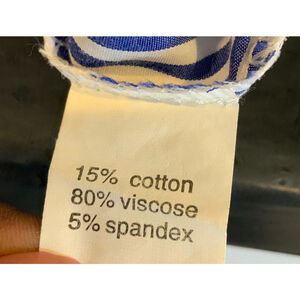 15% cotton
80% viscose
5% spandex